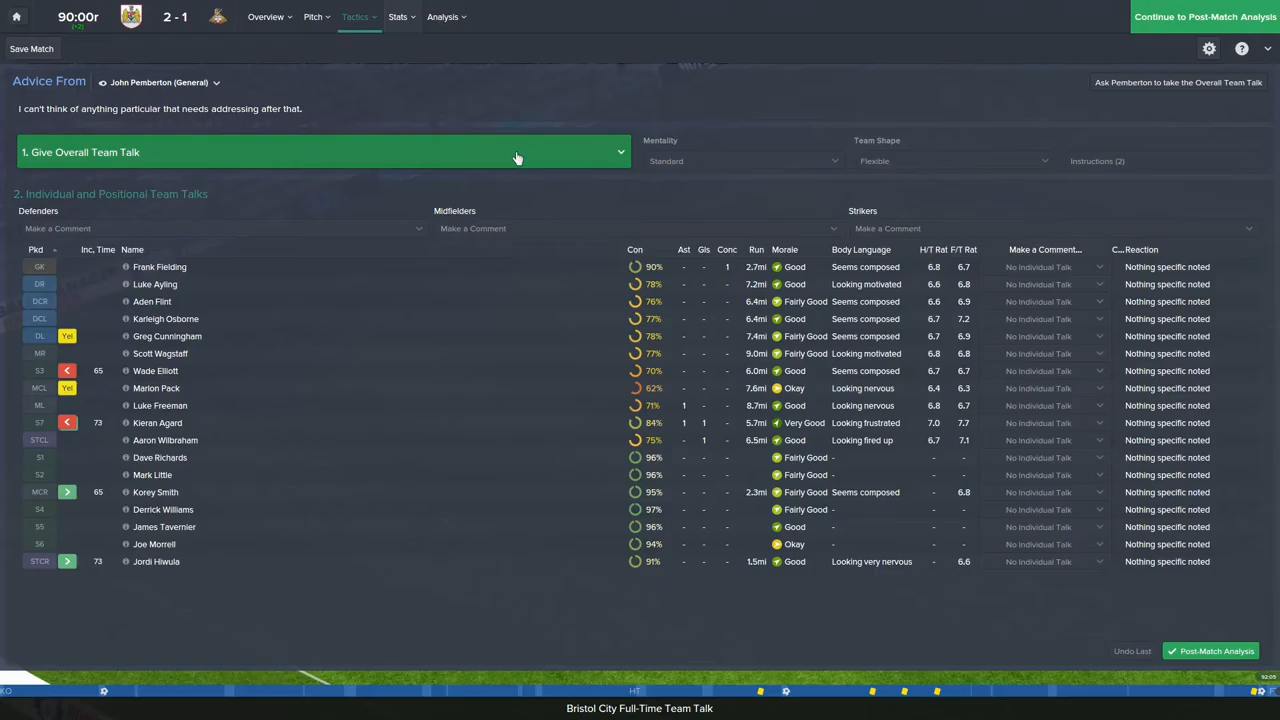 90:00r
(+2)
2 - 1
Overview
Pitch
Tactics
Stats
Analysis
Continue to Post-Match Analysis
Save Match
Advice From John Pemberton (General)
Ask Pemberton to take the Overall Team Talk
I can't think of anything particular that needs addressing after that.
1. Give Overall Team Talk
Mentality
Standard
Team Shape
Flexible
Instructions (2)
2. Individual and Positional Team Talks
Defenders Midfielders Strikers
Make a Comment Make a Comment Make a Comment
Pkd Inc. Time Name Con Ast Gls Conc Run Morale Body Language H/T Rat F/T Rat Make a Comment... C... Reaction
GK Frank Fielding 90% - - 1 2.7mi Good Seems composed 6.8 6.7 No Individual Talk Nothing specific noted
DR Luke Ayling 78% - - - 7.2mi Good Looking motivated 6.6 6.8 No Individual Talk Nothing specific noted
DCR Aden Flint 76% - - - 6.4mi Fairly Good Seems composed 6.6 6.9 No Individual Talk Nothing specific noted
DCL Karleigh Osborne 77% - - - 6.4mi Good Seems composed 6.7 7.2 No Individual Talk Nothing specific noted
DL Yel Greg Cunningham 78% - - - 7.4mi Fairly Good Seems composed 6.7 6.9 No Individual Talk Nothing specific noted
MR Scott Wagstaff 77% - - - 9.0mi Fairly Good Looking motivated 6.8 6.8 No Individual Talk Nothing specific noted
S3 65 Wade Elliott 70% - - - 6.0mi Good Seems composed 6.7 6.7 No Individual Talk Nothing specific noted
MCL Yel Marlon Pack 62% - - - 7.6mi Okay Looking nervous 6.4 6.3 No Individual Talk Nothing specific noted
ML Luke Freeman 71% 1 - - 8.7mi Good Looking nervous 6.8 6.7 No Individual Talk Nothing specific noted
S7 73 Kieran Agard 84% 1 1 - 5.7mi Very Good Looking frustrated 7.0 7.7 No Individual Talk Nothing specific noted
STCL Aaron Wilbraham 75% - 1 - 6.5mi Good Looking fired up 6.7 7.1 No Individual Talk Nothing specific noted
S1 Dave Richards 96% - - - Fairly Good - - - No Individual Talk Nothing specific noted
S2 Mark Little 96% - - - Fairly Good - - - No Individual Talk Nothing specific noted
MCR 65 Korey Smith 95% - - - 2.3mi Fairly Good Seems composed - 6.8 No Individual Talk Nothing specific noted
S4 Derrick Williams 97% - - - Fairly Good - - - No Individual Talk Nothing specific noted
S5 James Tavernier 96% - - - Good - - - No Individual Talk Nothing specific noted
S6 Joe Morrell 94% - - - Okay - - - No Individual Talk Nothing specific noted
STCR 73 Jordi Hiwula 91% - - - 1.5mi Good Looking very nervous - 6.6 No Individual Talk Nothing specific noted
Undo Last
Post-Match Analysis
92:05
KO HT F
Bristol City Full-Time Team Talk